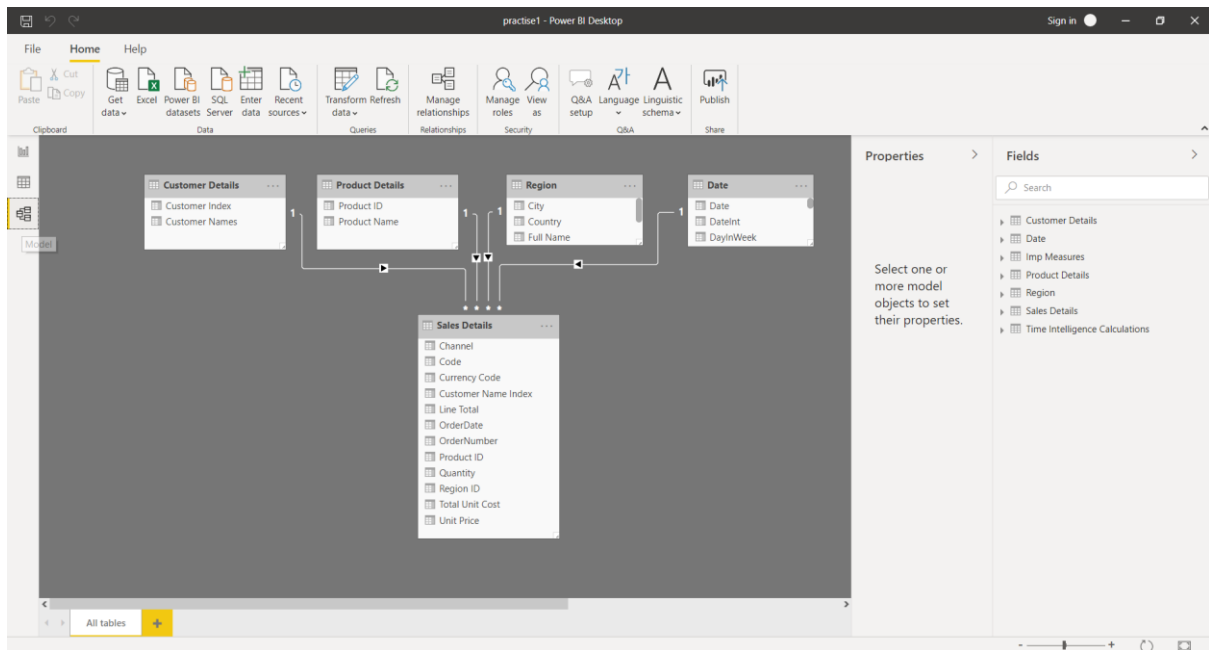 practise1 - Power BI Desktop
Sign in
File Home Help
Paste
Cut
Copy
Get data
Excel
Power BI datasets
SQL Server
Enter data
Recent sources
Transform data
Refresh
Manage relationships
Manage roles
View as
Q&A setup
Language
Linguistic schema
Publish
Clipboard
Data
Queries
Relationships
Security
Q&A
Share
Model
Customer Details
Customer Index
Customer Names
1
Product Details
Product ID
Product Name
1
1
Region
City
Country
Full Name
1
Date
Date
DateInt
DayInWeek
Sales Details
Channel
Code
Currency Code
Customer Name Index
Line Total
OrderDate
OrderNumber
Product ID
Quantity
Region ID
Total Unit Cost
Unit Price
Properties
Select one or
more model
objects to set
their properties.
Fields
Search
Customer Details
Date
Imp Measures
Product Details
Region
Sales Details
Time Intelligence Calculations
All tables